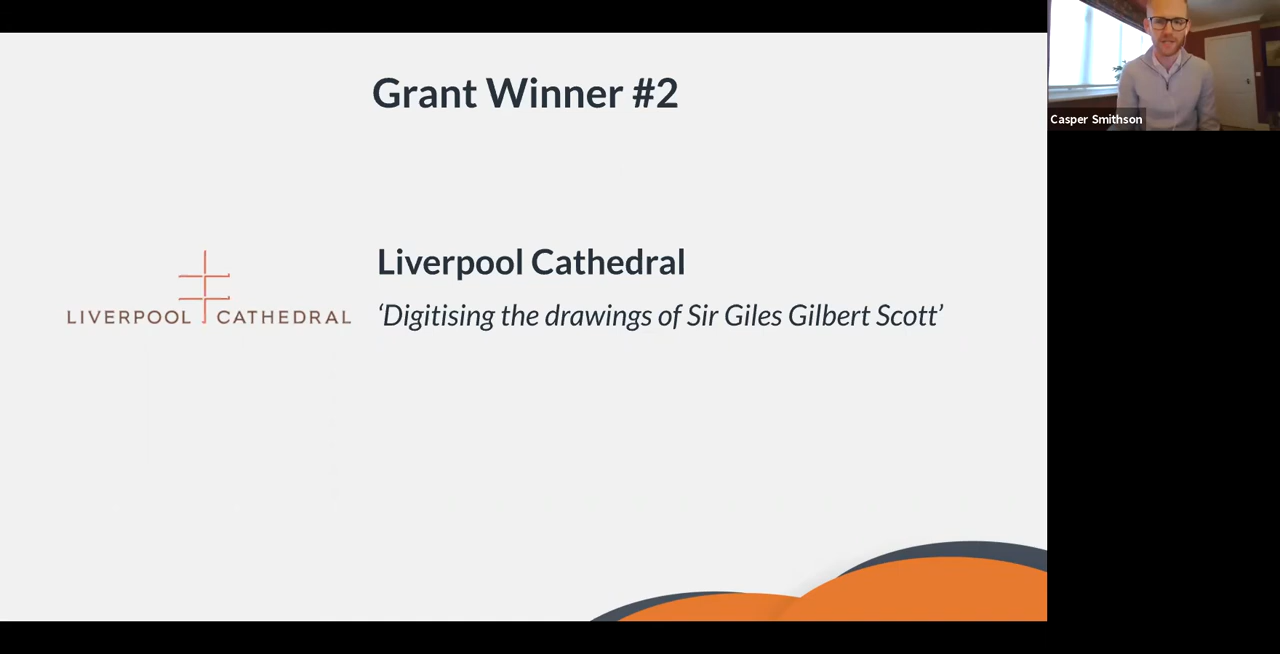 Grant Winner #2
Casper Smithson
Liverpool Cathedral
LIVERPOOL CATHEDRAL
‘Digitising the drawings of Sir Giles Gilbert Scott’